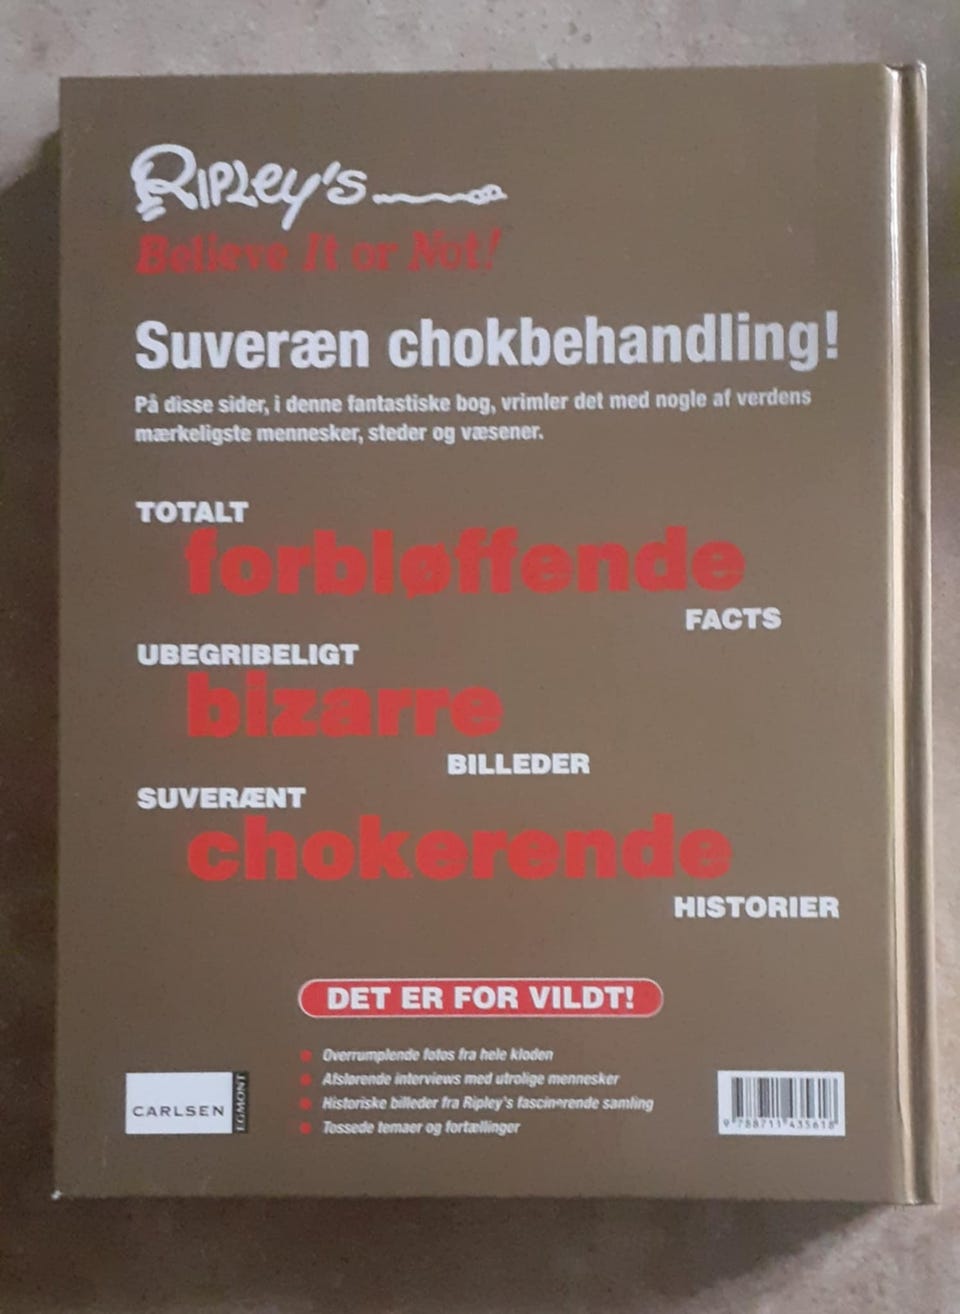 Ripley's
Believe It or Not!
Suveræn chokbehandling!
På disse sider, i denne fantastiske bog, vrimler det med nogle af verdens
mærkeligste mennesker, steder og væsener.
TOTALT
forbløffende
FACTS
UBEGRIBELIGT
bizarre
BILLEDER
SUVERÆNT
chokerende
HISTORIER
DET ER FOR VILDT!
Overrumplende fotos fra hele kloden
Afslørende interviews med utrolige mennesker
Historiske billeder fra Ripley's fascinerende samling
Tossede temaer og fortællinger
CARLSEN
EGMONT
9 788711 435618